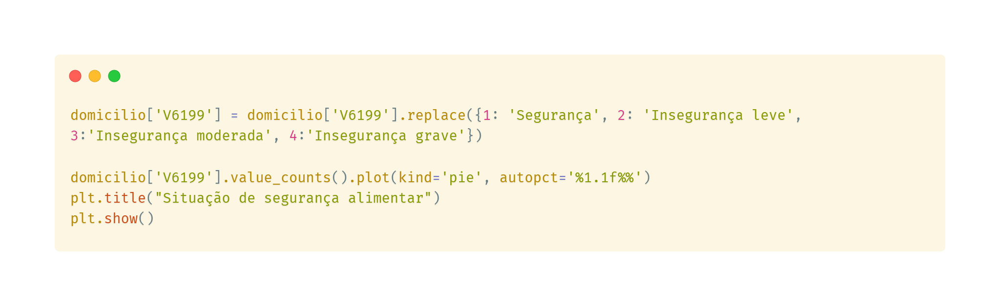 domicilio['V6199'] = domicilio['V6199'].replace({1: 'Segurança', 2: 'Insegurança leve',
3:'Insegurança moderada', 4:'Insegurança grave'})
domicilio['V6199'].value_counts().plot(kind='pie', autopct='%1.1f%%')
plt.title("Situação de segurança alimentar")
plt.show()